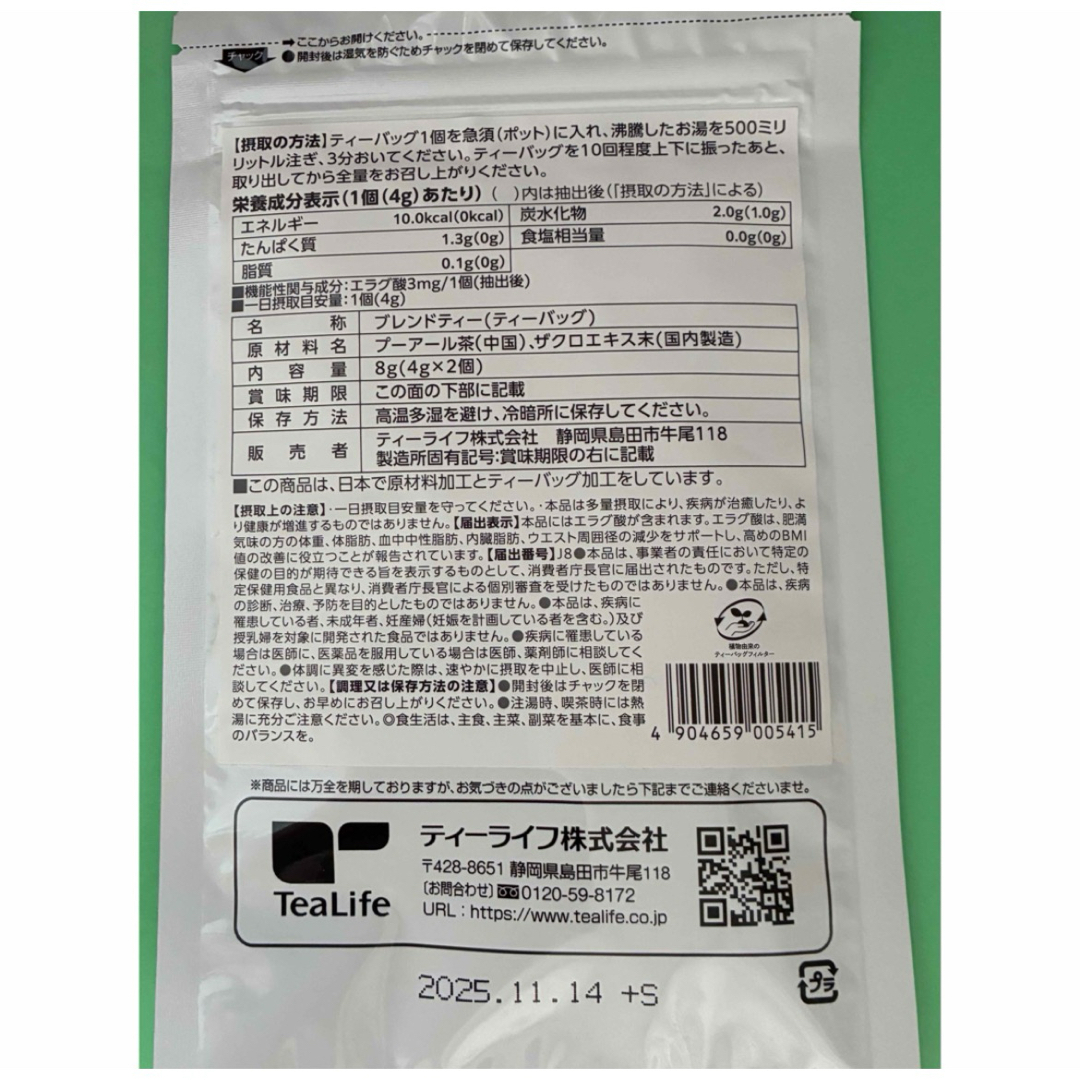 ➡ここからお開けください。
チャック
●開封後は湿気を防ぐためチャックを閉めて保存してください。
【摂取の方法】ティーバッグ1個を急須(ポット)に入れ、沸騰したお湯を500ミリ
リットル注ぎ、3分おいてください。ティーバッグを10回程度上下に振ったあと、
取り出してから全量をお召し上がりください。
栄養成分表示(1個(4g)あたり) ( )内は抽出後(「摂取の方法」による)
エネルギー 10.0kcal(0kcal) 炭水化物 2.0g(1.0g)
たんぱく質 1.3g(0g) 食塩相当量 0.0g(0g)
脂質 0.1g(0g)
■機能性関与成分:エラグ酸3mg/1個(抽出後)
■一日摂取目安量:1個(4g)
名称 ブレンドティー(ティーバッグ)
原材料名 プーアール茶(中国)、ザクロエキス末(国内製造)
内容量 8g(4g×2個)
賞味期限 この面の下部に記載
保存方法 高温多湿を避け、冷暗所に保存してください。
販売者 ティーライフ株式会社 静岡県島田市牛尾118
製造所固有記号:賞味期限の右に記載
■この商品は、日本で原材料加工とティーバッグ加工をしています。
【摂取上の注意】・一日摂取目安量を守ってください。・本品は多量摂取により、疾病が治癒したり、よ
り健康が増進するものではありません。【届出表示】本品にはエラグ酸が含まれます。エラグ酸は、肥満
気味の方の体重、体脂肪、血中中性脂肪、内臓脂肪、ウエスト周囲径の減少をサポートし、高めのBMI
値の改善に役立つことが報告されています。【届出番号】J8●本品は、事業者の責任において特定の
保健の目的が期待できる旨を表示するものとして、消費者庁長官に届出されたものです。ただし、特
定保健用食品と異なり、消費者庁長官による個別審査を受けたものではありません。●本品は、疾病
の診断、治療、予防を目的としたものではありません。●本品は、疾病に
罹患している者、未成年者、妊産婦(妊娠を計画している者を含む。)及び
授乳婦を対象に開発された食品ではありません。●疾病に罹患している
場合は医師に、医薬品を服用している場合は医師、薬剤師に相談してく
ださい。●体調に異変を感じた際は、速やかに摂取を中止し、医師に相
談してください。【調理又は保存方法の注意】●開封後はチャックを閉
めて保存し、お早めにお召し上がりください。●注湯時、喫茶時には熱
湯に充分ご注意ください。◎食生活は、主食、主菜、副菜を基本に、食事
のバランスを。
植物由来の
ティーバッグフィルター
4 904659 005415
※商品には万全を期しておりますが、お気づきの点がございましたら下記までご連絡くださいませ。
TeaLife
ティーライフ株式会社
〒428-8651 静岡県島田市牛尾118
〔お問合わせ〕0120-59-8172
URL:https://www.tealife.co.jp
2025.11.14 +S
プラ